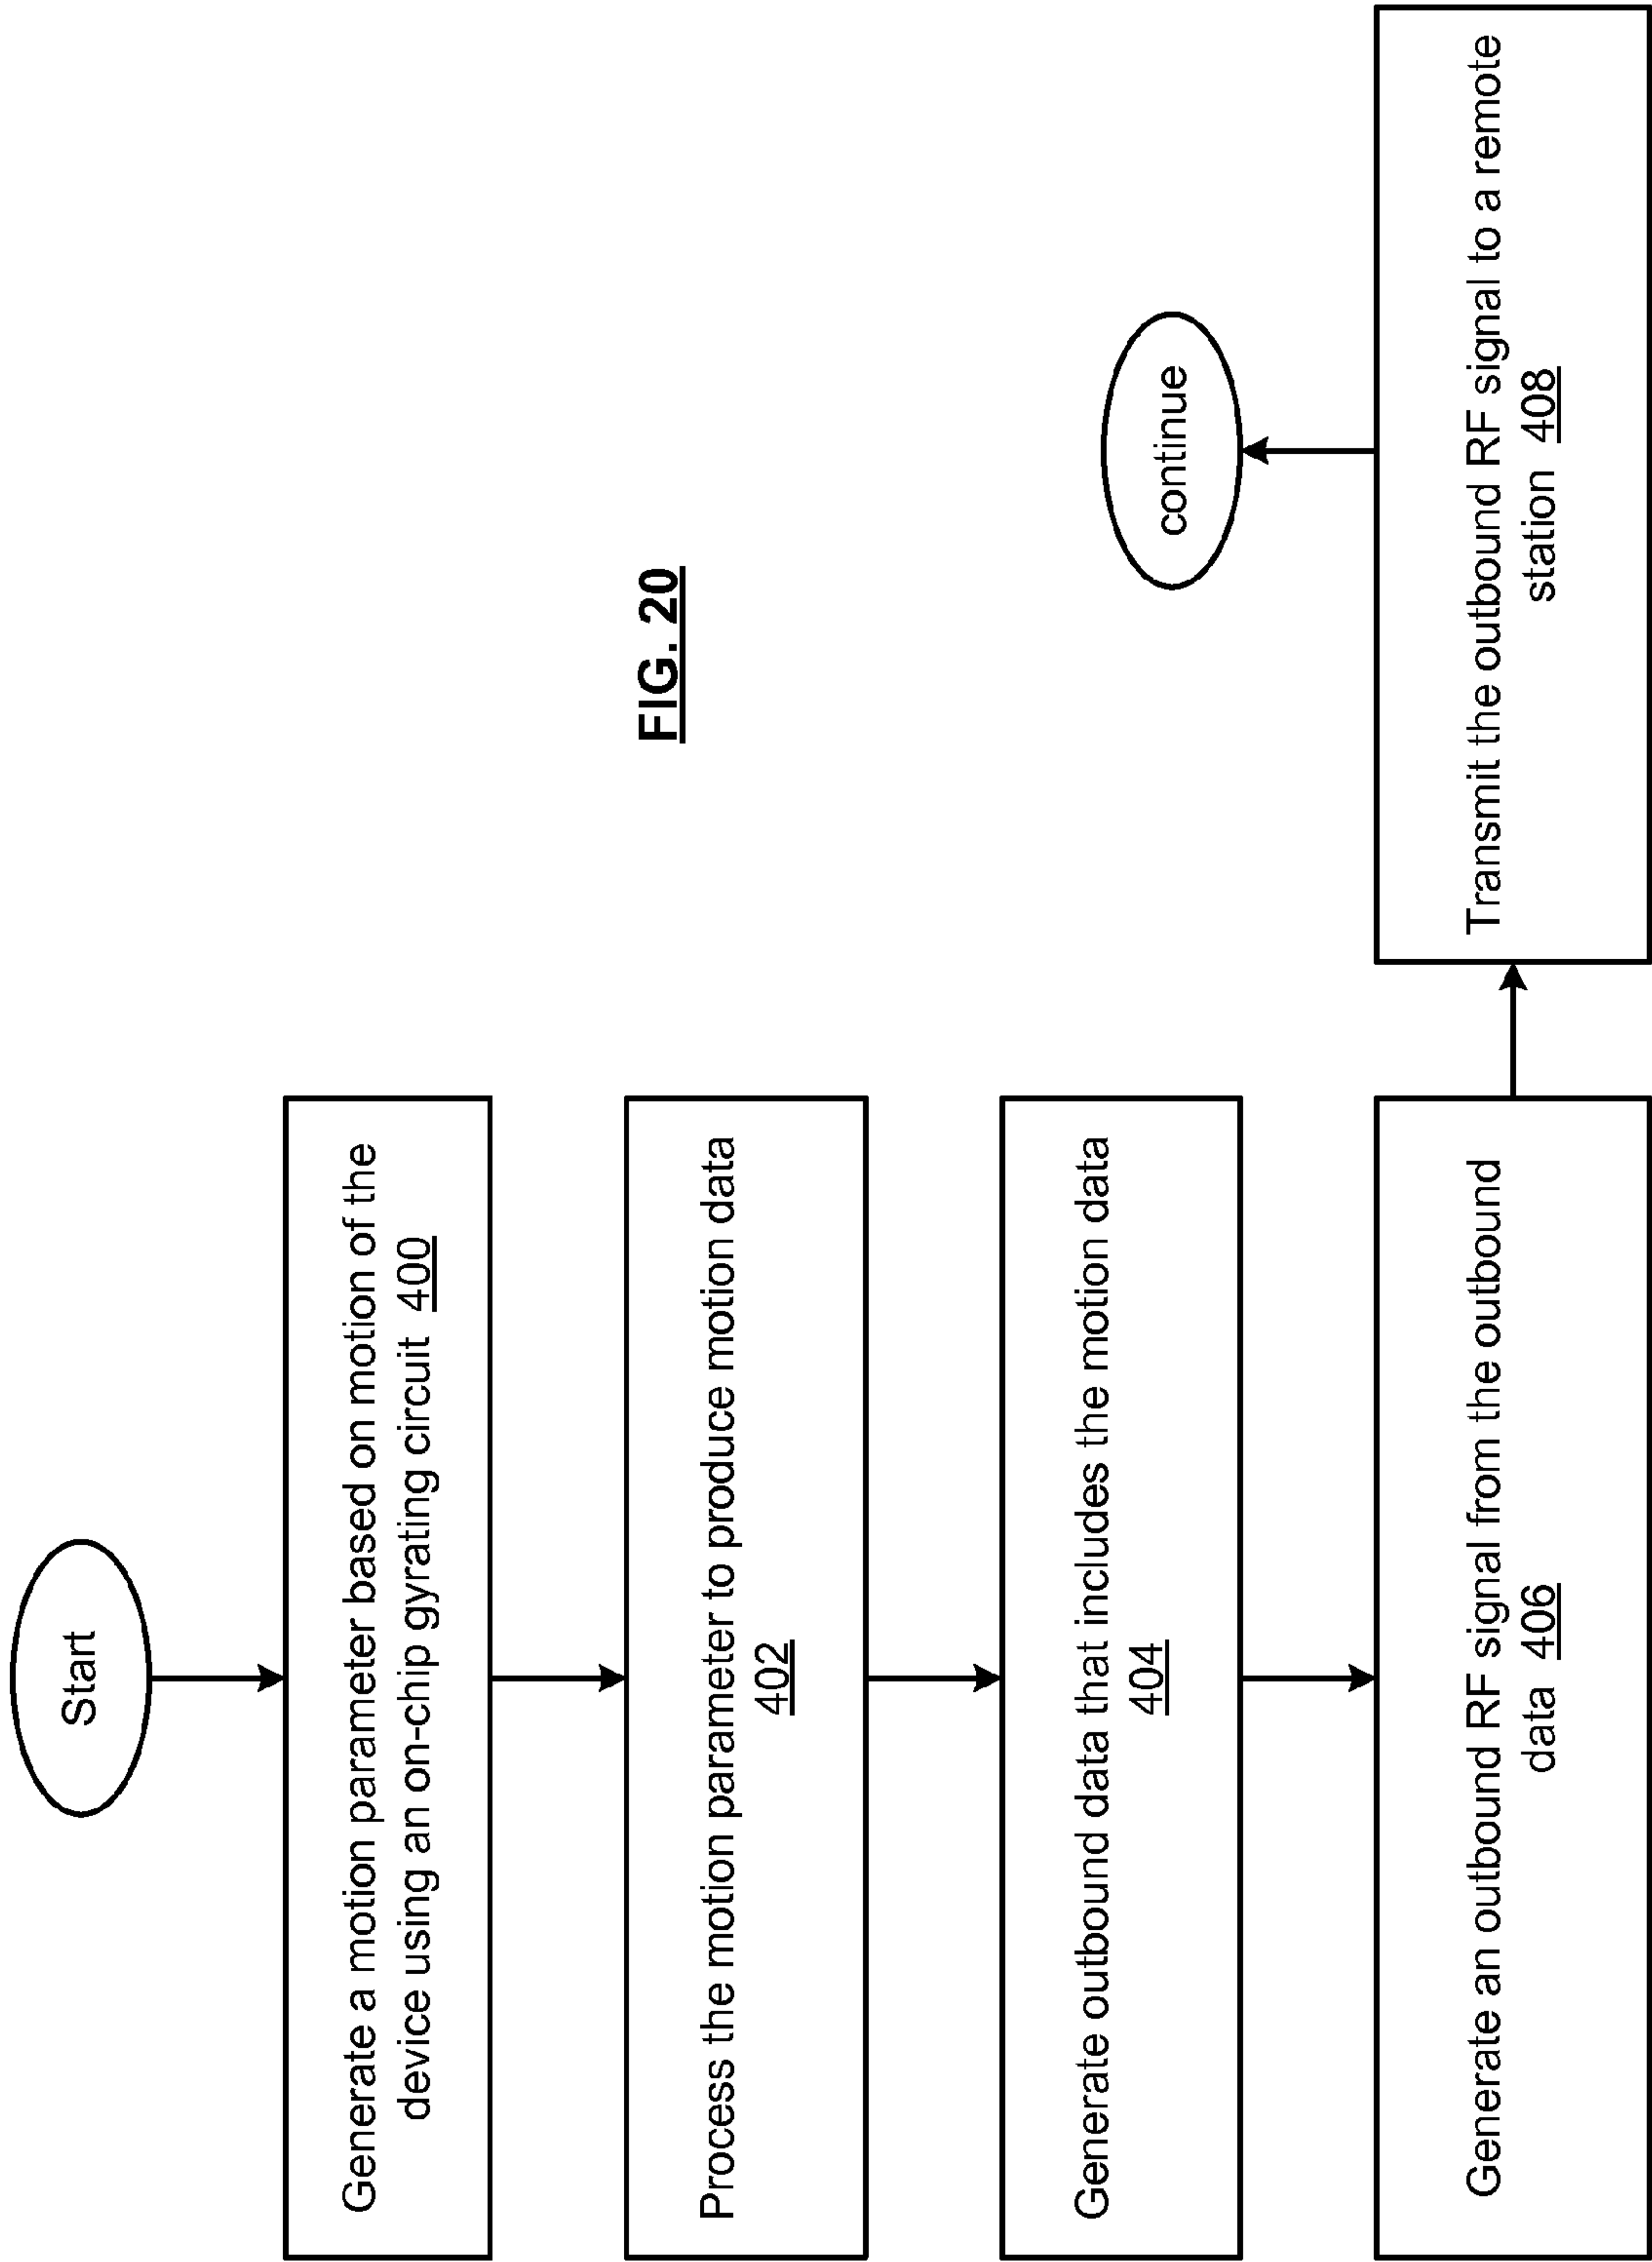 Start
Generate a motion parameter based on motion of the
device using an on-chip gyrating circuit 400
Process the motion parameter to produce motion data
402
Generate outbound data that includes the motion data
404
Generate an outbound RF signal from the outbound
data 406
Transmit the outbound RF signal to a remote
station 408
continue
FIG. 20